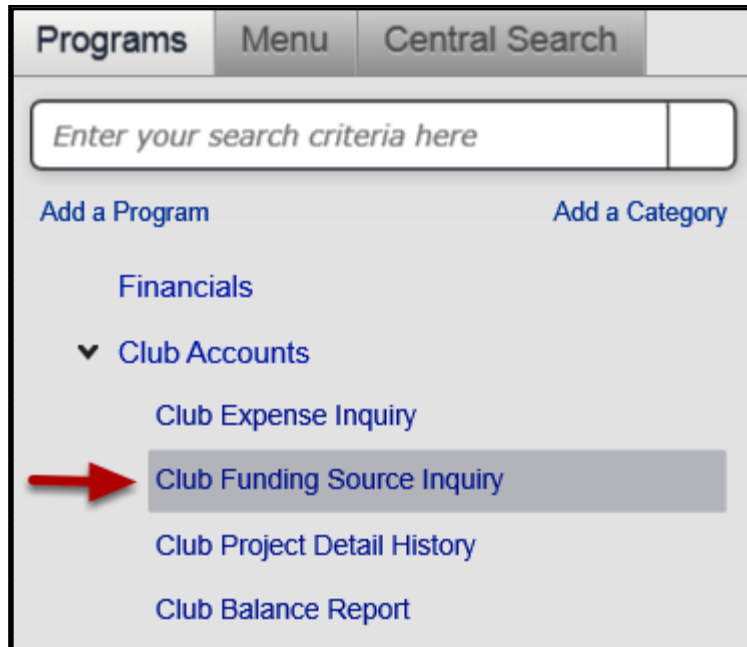 Programs Menu Central Search
Enter your search criteria here
Add a Program Add a Category
Financials
Club Accounts
Club Expense Inquiry
Club Funding Source Inquiry
Club Project Detail History
Club Balance Report